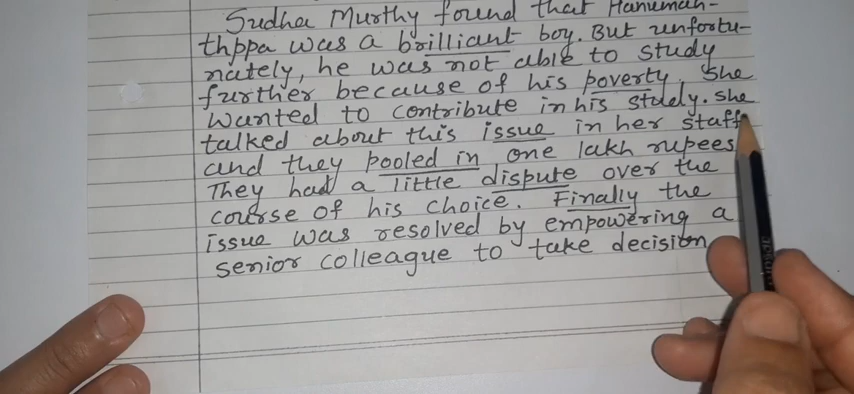 Sudha Murthy found that Hanuman-
thppa was a brilliant boy. But unfortu-
nately, he was not able to study
further because of his poverty. She
wanted to contribute in his study. She
talked about this issue in her staff
and they pooled in one lakh rupees
They had a little dispute over the
course of his choice. Finally the
issue was resolved by empowering a
senior colleague to take decision